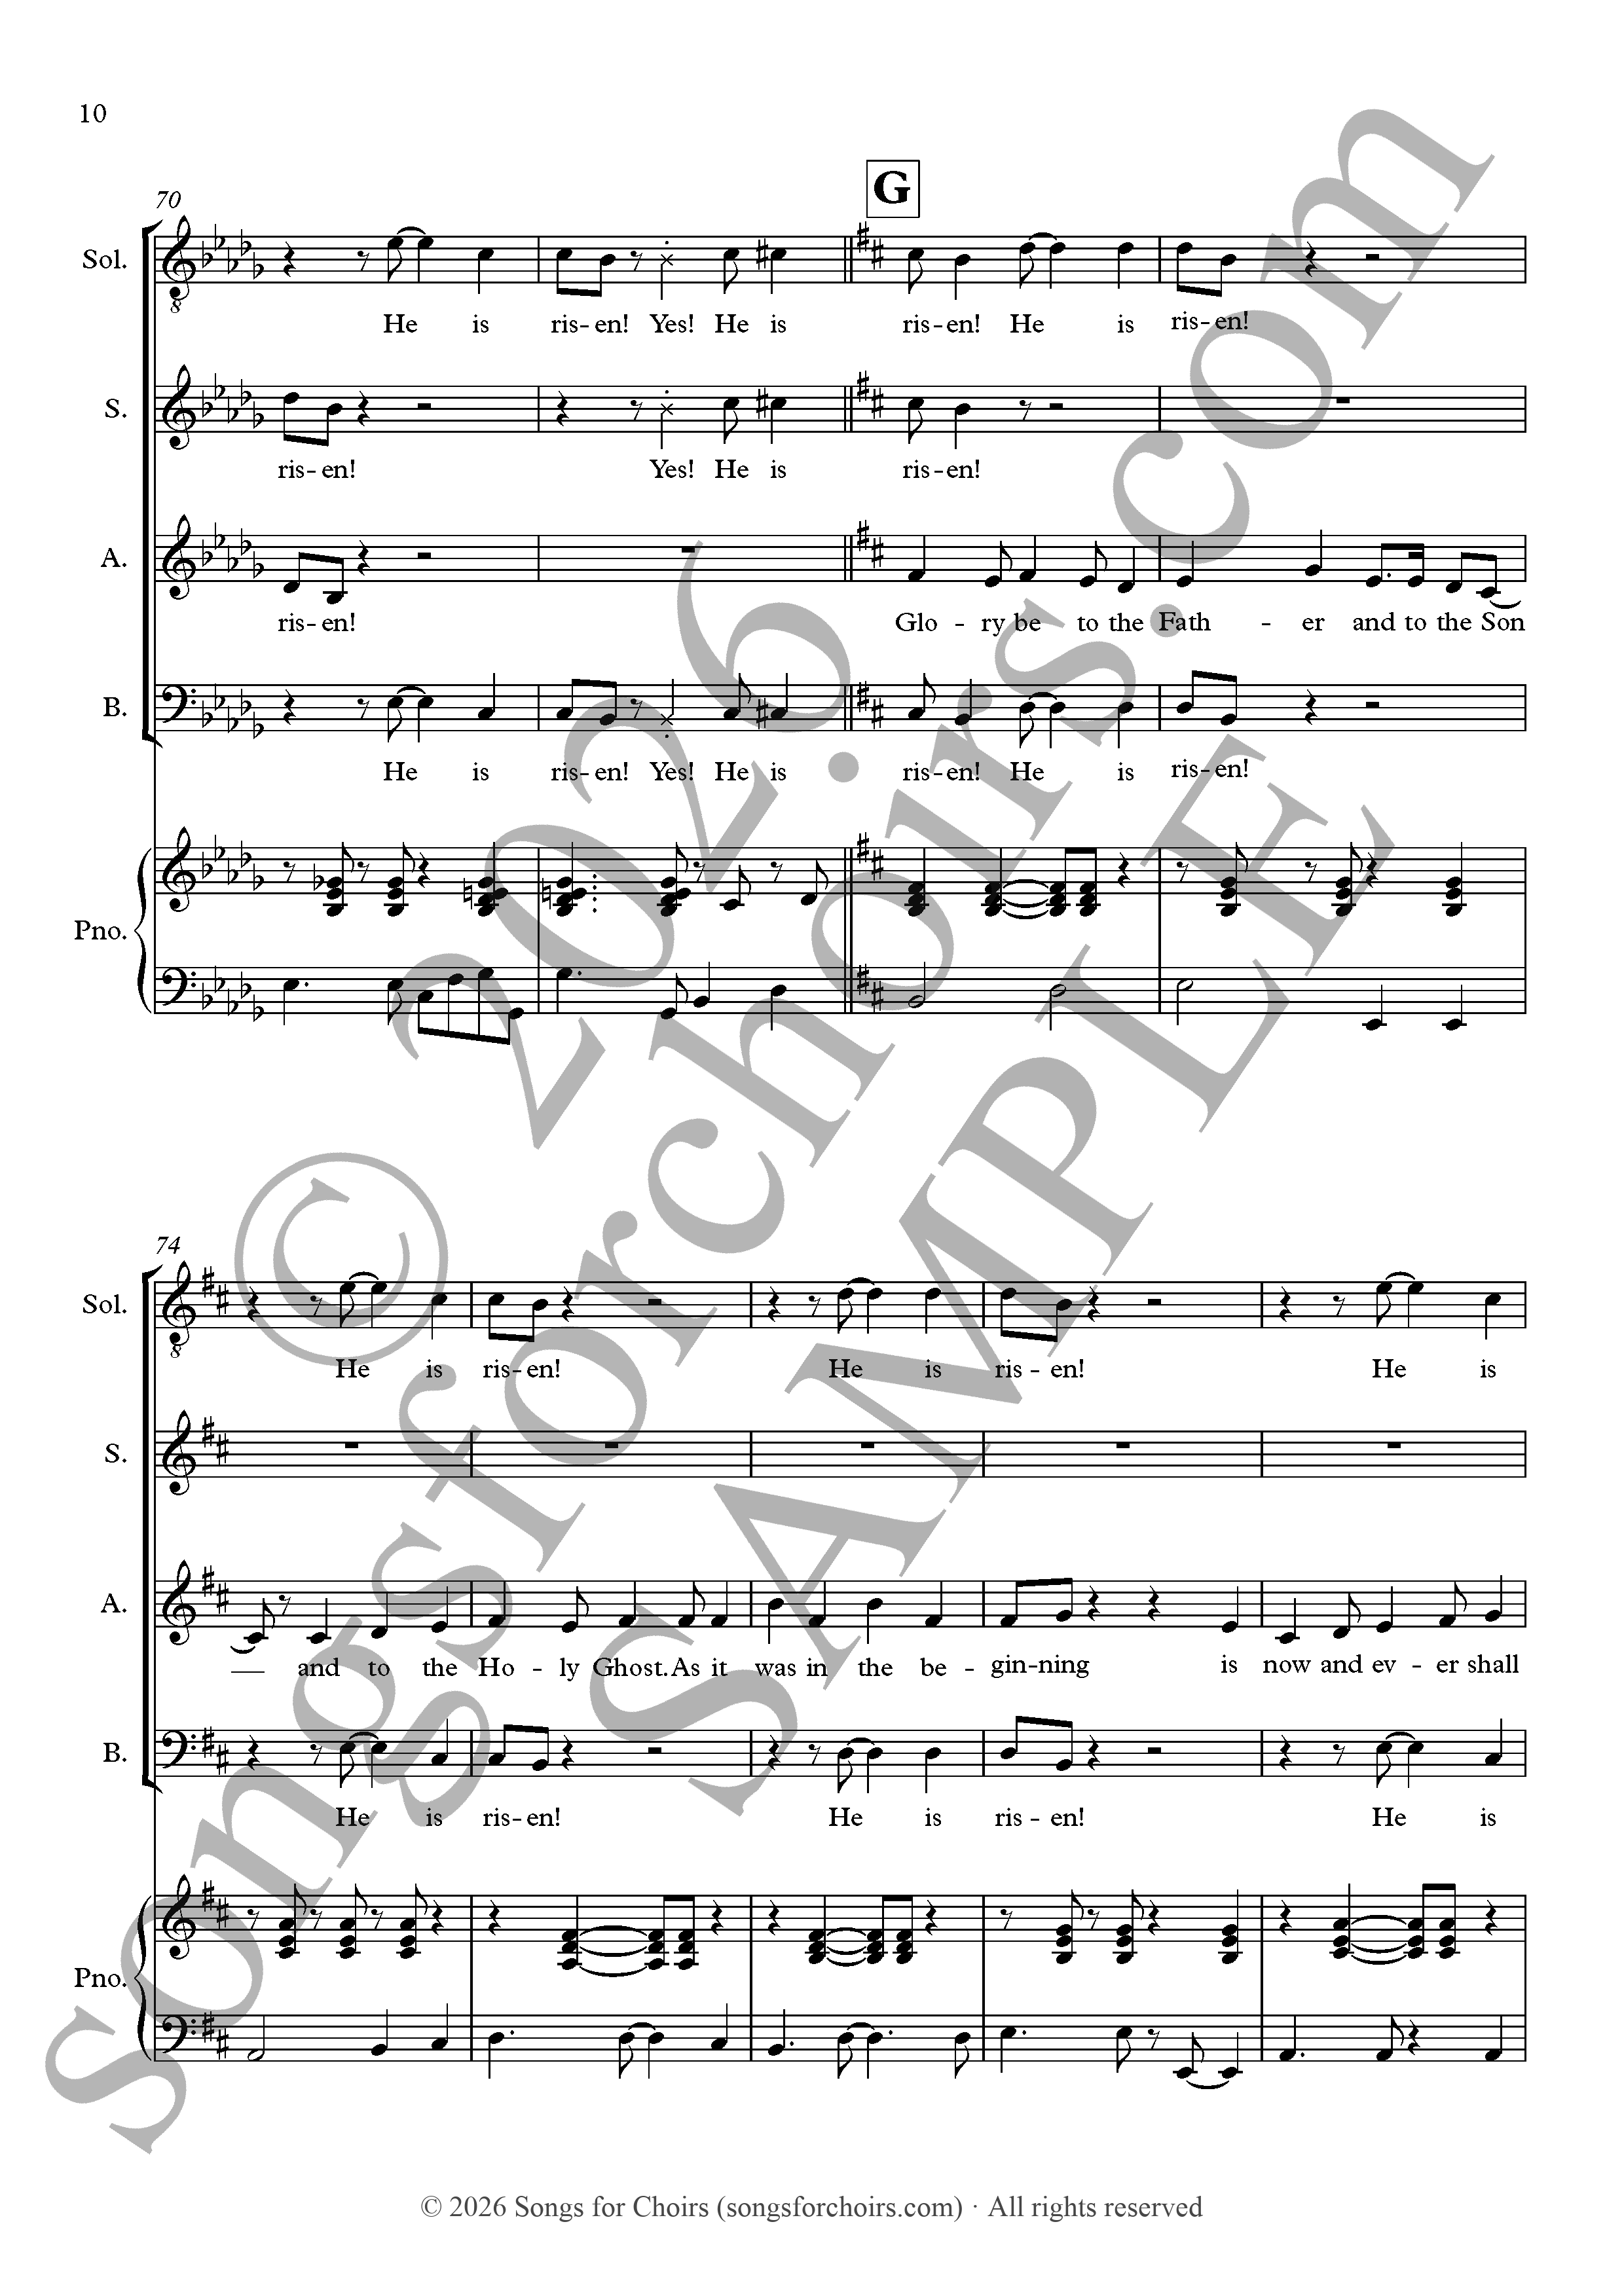 10
70
G
Sol.
He is ris-en! Yes! He is ris-en! He is ris-en!
S.
ris-en! Yes! He is ris-en!
A.
ris-en! Glo - ry be to the Fath - er and to the Son
B.
He is ris-en! Yes! He is ris-en! He is ris-en!
Pno.
74
Sol.
He is ris-en! He is ris - en! He is
S.
A.
and to the Ho - ly Ghost. As it was in the be - gin-ning is now and ev - er shall
B.
He is ris-en! He is ris - en! He is
Pno.
© 2026
songsforchoirs.com
SAMPLE
© 2026 Songs for Choirs (songsforchoirs.com) · All rights reserved